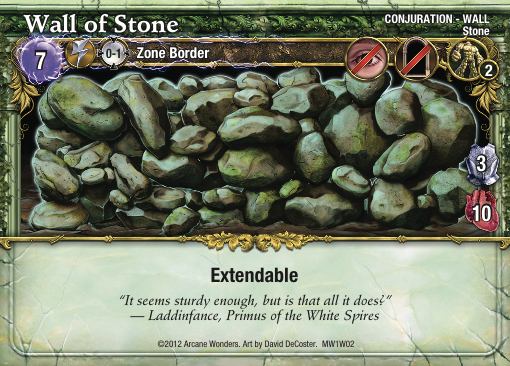 Wall of Stone
CONJURATION - WALL
Stone
7
0-1
Zone Border
2
3
10
Extendable
“It seems sturdy enough, but is that all it does?”
— Laddinfance, Primus of the White Spires
©2012 Arcane Wonders. Art by David DeCoster. MW1W02